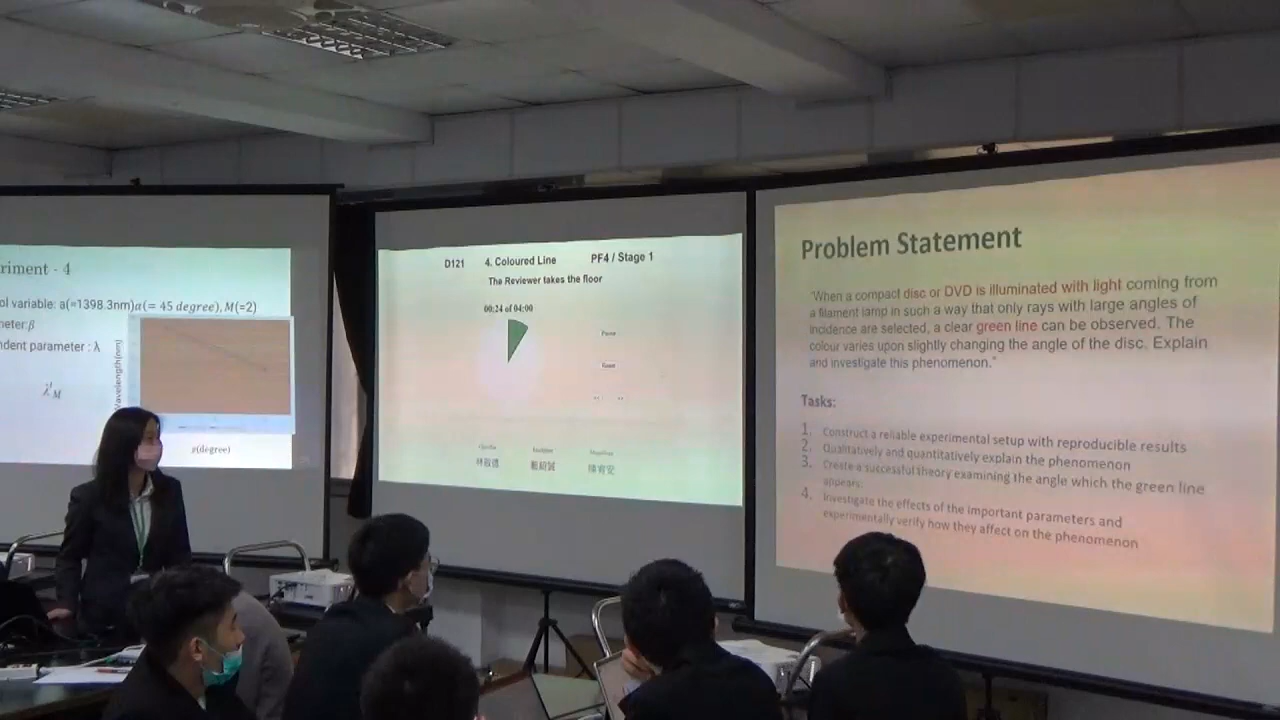 riment - 4
ol variable: a(=1398.3nm)α(= 45 degree), M(=2)
meter:β
ndent parameter : λ
Wavelength(nm)
(degree)
D121 4. Coloured Line PF4 / Stage 1
The Reviewer takes the floor
00:24 of 04:00
Pause
Reset
Problem Statement
"When a compact disc or DVD is illuminated with light coming from
a filament lamp in such a way that only rays with large angles of
incidence are selected, a clear green line can be observed. The
colour varies upon slightly changing the angle of the disc. Explain
and investigate this phenomenon."
Tasks:
1. Construct a reliable experimental setup with reproducible results
2. Qualitatively and quantitatively explain the phenomenon
3. Create a successful theory examining the angle which the green line
appears:
4. Investigate the effects of the important parameters and
experimentally verify how they affect on the phenomenon